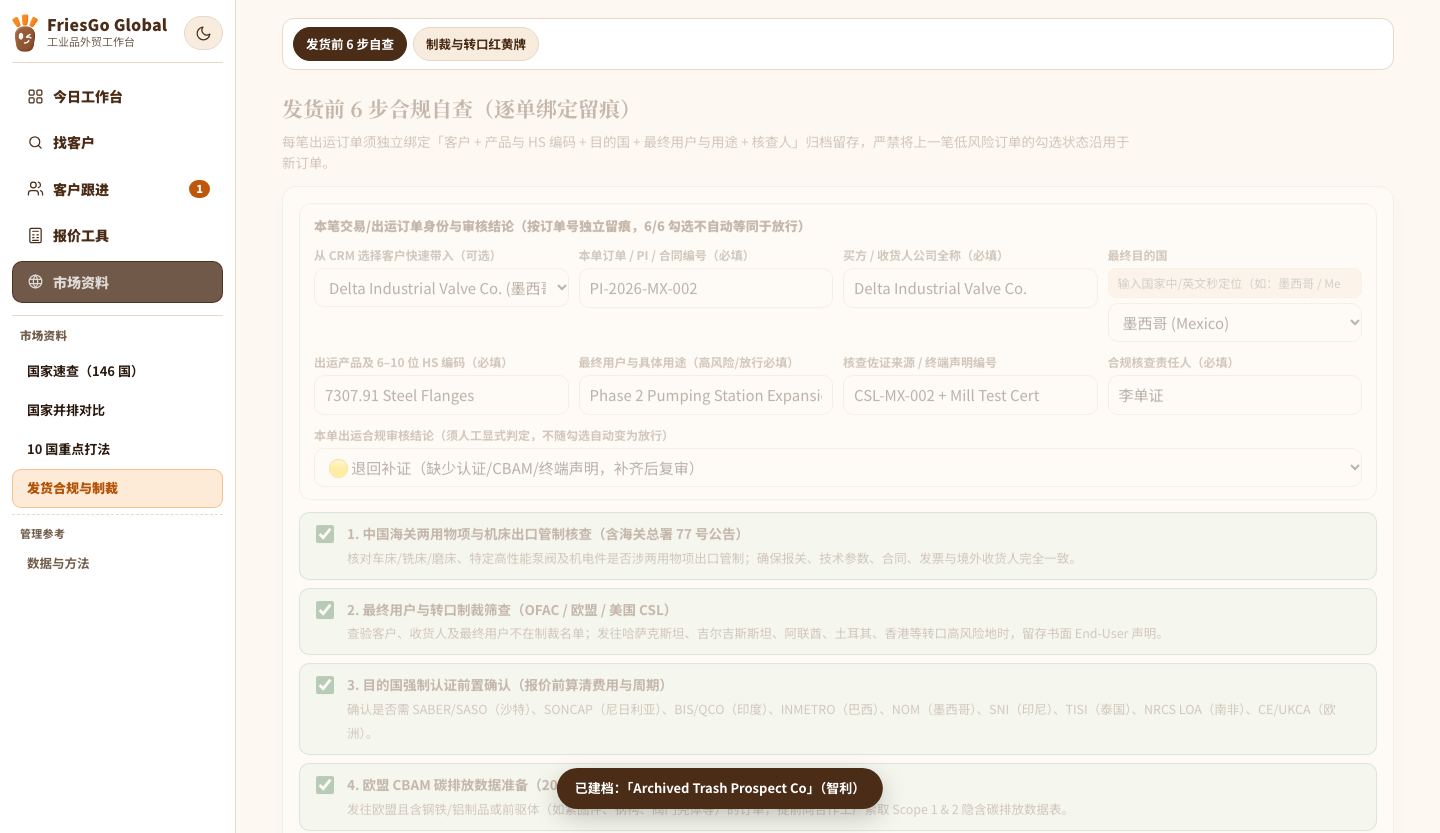 FriesGo Global
工业品外贸工作台
今日工作台
找客户
客户跟进
1
报价工具
市场资料
市场资料
国家速查（146 国）
国家并排对比
10 国重点打法
发货合规与制裁
管理参考
数据与方法
发货前 6 步自查
制裁与转口红黄牌
发货前 6 步合规自查（逐单绑定留痕）
每笔出运订单须独立绑定「客户 + 产品与 HS 编码 + 目的国 + 最终用户与用途 + 核查人」归档留存，严禁将上一笔低风险订单的勾选状态沿用于
新订单。
本笔交易/出运订单身份与审核结论（按订单号独立留痕，6/6 勾选不自动等同于放行）
从 CRM 选择客户快速带入（可选）
本单订单 / PI / 合同编号（必填）
买方 / 收货人公司全称（必填）
最终目的国
Delta Industrial Valve Co. (墨西哥
PI-2026-MX-002
Delta Industrial Valve Co.
输入国家中/英文秒定位（如：墨西哥 / Me
墨西哥 (Mexico)
出运产品及 6–10 位 HS 编码（必填）
最终用户与具体用途（高风险/放行必填）
核查佐证来源 / 终端声明编号
合规核查责任人（必填）
7307.91 Steel Flanges
Phase 2 Pumping Station Expansi
CSL-MX-002 + Mill Test Cert
李单证
本单出运合规审核结论（须人工显式判定，不随勾选自动变为放行）
🟡 退回补证（缺少认证/CBAM/终端声明，补齐后复审）
1. 中国海关两用物项与机床出口管制核查（含海关总署 77 号公告）
核对车床/铣床/磨床、特定高性能泵阀及机电件是否涉两用物项出口管制；确保报关、技术参数、合同、发票与境外收货人完全一致。
2. 最终用户与转口制裁筛查（OFAC / 欧盟 / 美国 CSL）
查验客户、收货人及最终用户不在制裁名单；发往哈萨克斯坦、吉尔吉斯斯坦、阿联酋、土耳其、香港等转口高风险地时，留存书面 End-User 声明。
3. 目的国强制认证前置确认（报价前算清费用与周期）
确认是否需 SABER/SASO（沙特）、SONCAP（尼日利亚）、BIS/QCO（印度）、INMETRO（巴西）、NOM（墨西哥）、SNI（印尼）、TISI（泰国）、NRCS LOA（南非）、CE/UKCA（欧
洲）。
4. 欧盟 CBAM 碳排放数据准备（20
已建档：「Archived Trash Prospect Co」（智利）
发往欧盟且含钢铁/铝制品或前驱体
Scope 1 & 2 隐含碳排放数据表。